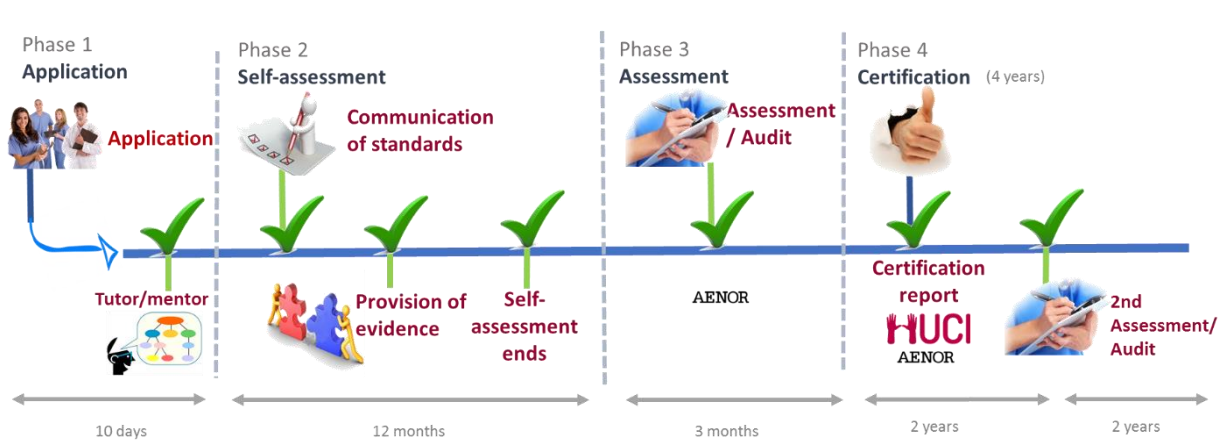 Phase 1
Application
Application
Tutor/mentor
10 days
Phase 2
Self-assessment
Communication
of standards
Provision of
evidence
Self-
assessment
ends
12 months
Phase 3
Assessment
Assessment
/ Audit
AENOR
3 months
Phase 4
Certification (4 years)
Certification
report
HUCI
AENOR
2nd
Assessment/
Audit
2 years
2 years